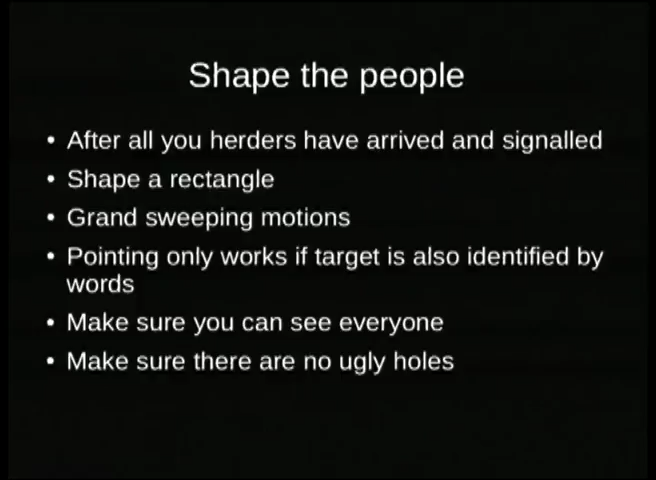 Shape the people
• After all you herders have arrived and signalled
• Shape a rectangle
• Grand sweeping motions
• Pointing only works if target is also identified by
words
• Make sure you can see everyone
• Make sure there are no ugly holes